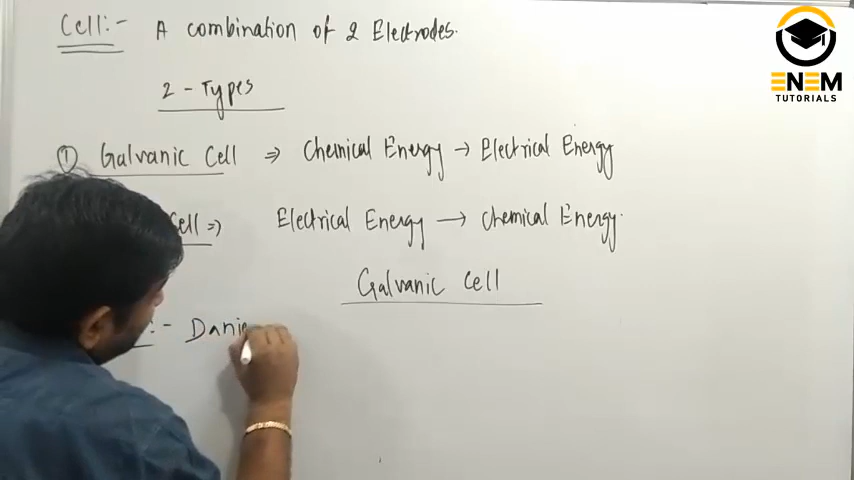 Cell:- A combination of 2 Electrodes.
2 - Types
① Galvanic Cell ⇒ Chemical Energy → Electrical Energy
Cell ⇒ Electrical Energy → Chemical Energy.
Galvanic Cell
:- Danie
ENEM
TUTORIALS